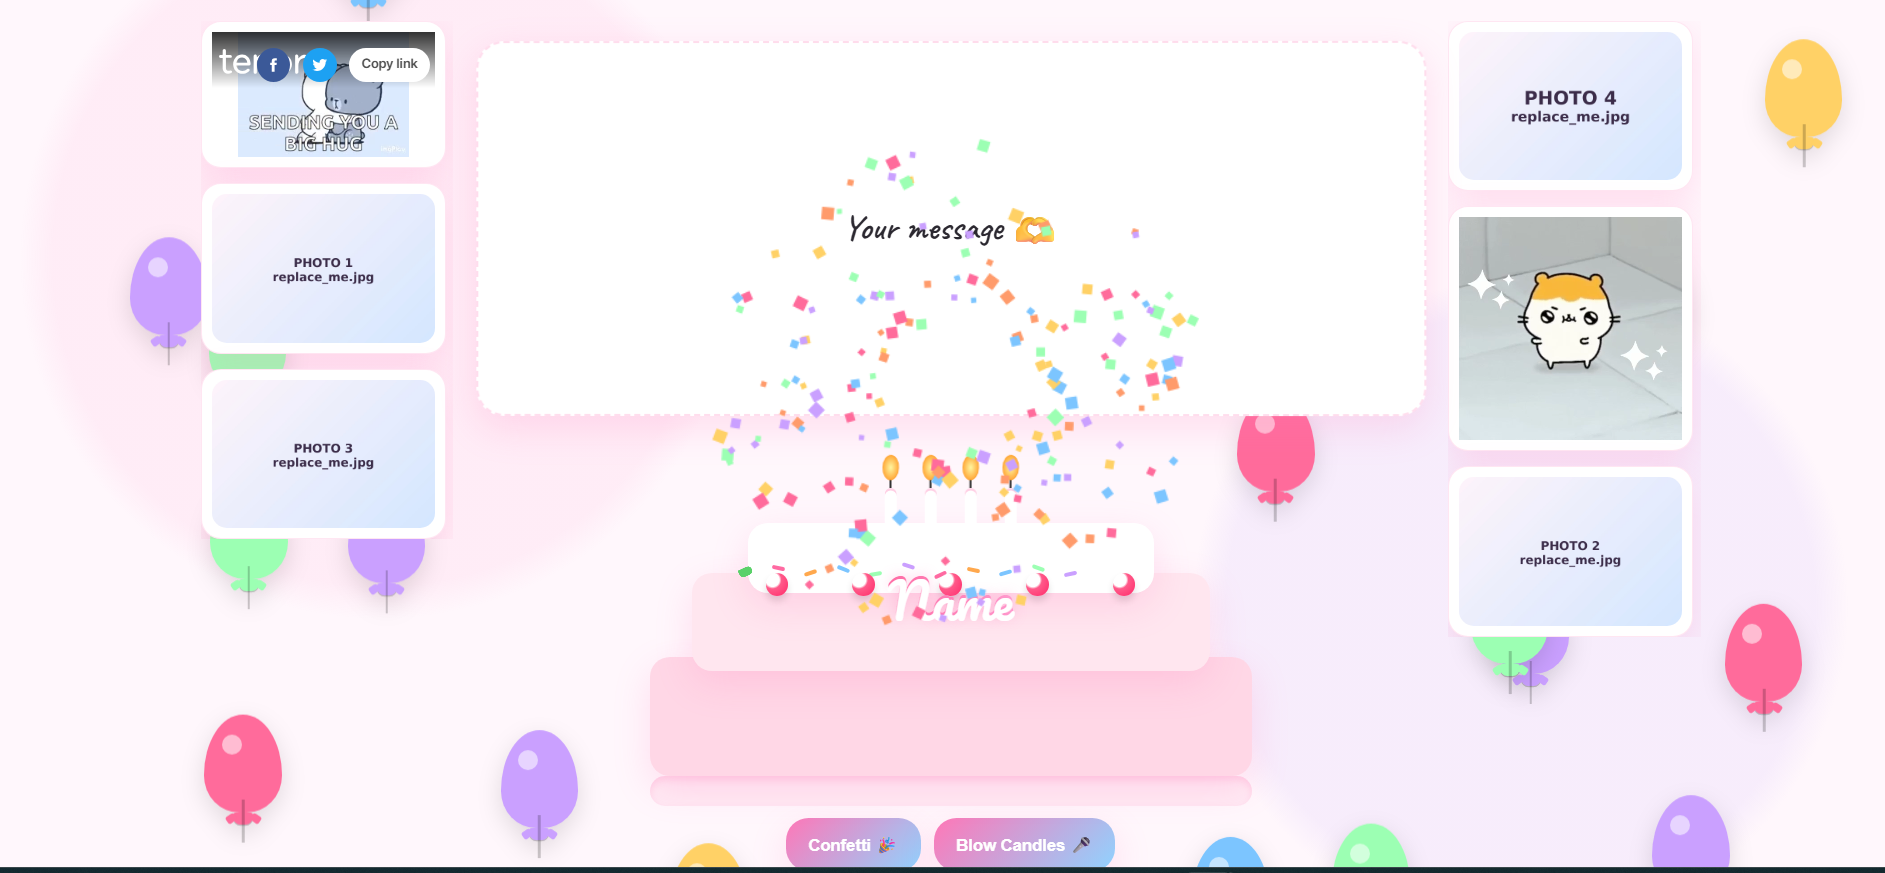 tenor
f
Copy link
SENDING YOU A
BIG HUG
PHOTO 1
replace_me.jpg
PHOTO 3
replace_me.jpg
Your message 🫶
Name
Confetti 🎉
Blow Candles 🎤
PHOTO 4
replace_me.jpg
PHOTO 2
replace_me.jpg